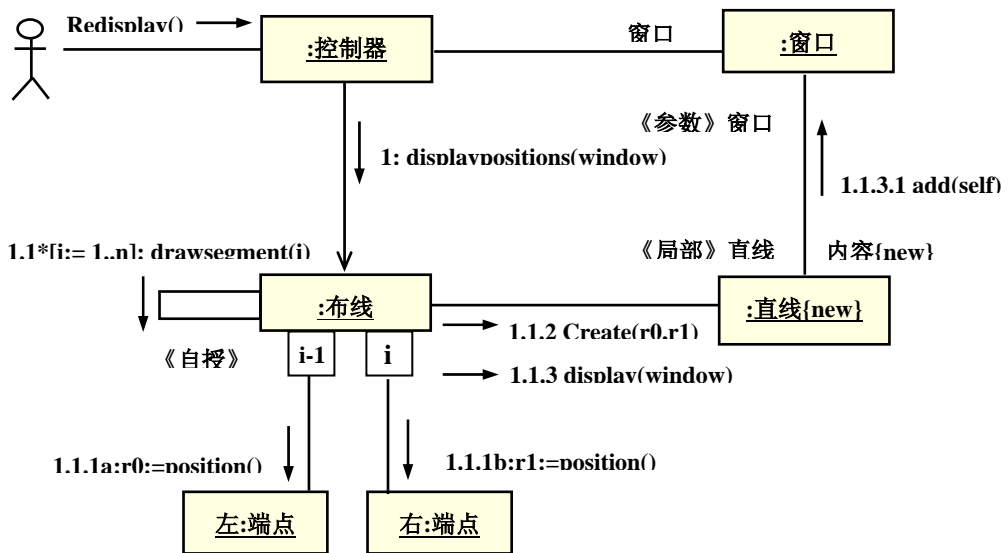 Redisplay()
:控制器
窗口
:窗口
《参数》窗口
1: displaypositions(window)
1.1.3.1 add(self)
1.1*[i:= 1..n]: drawsegment(i)
《局部》直线
内容{new}
:布线
:直线{new}
1.1.2 Create(r0,r1)
《自授》
i-1
i
1.1.3 display(window)
1.1.1a:r0:=position()
1.1.1b:r1:=position()
左:端点
右:端点